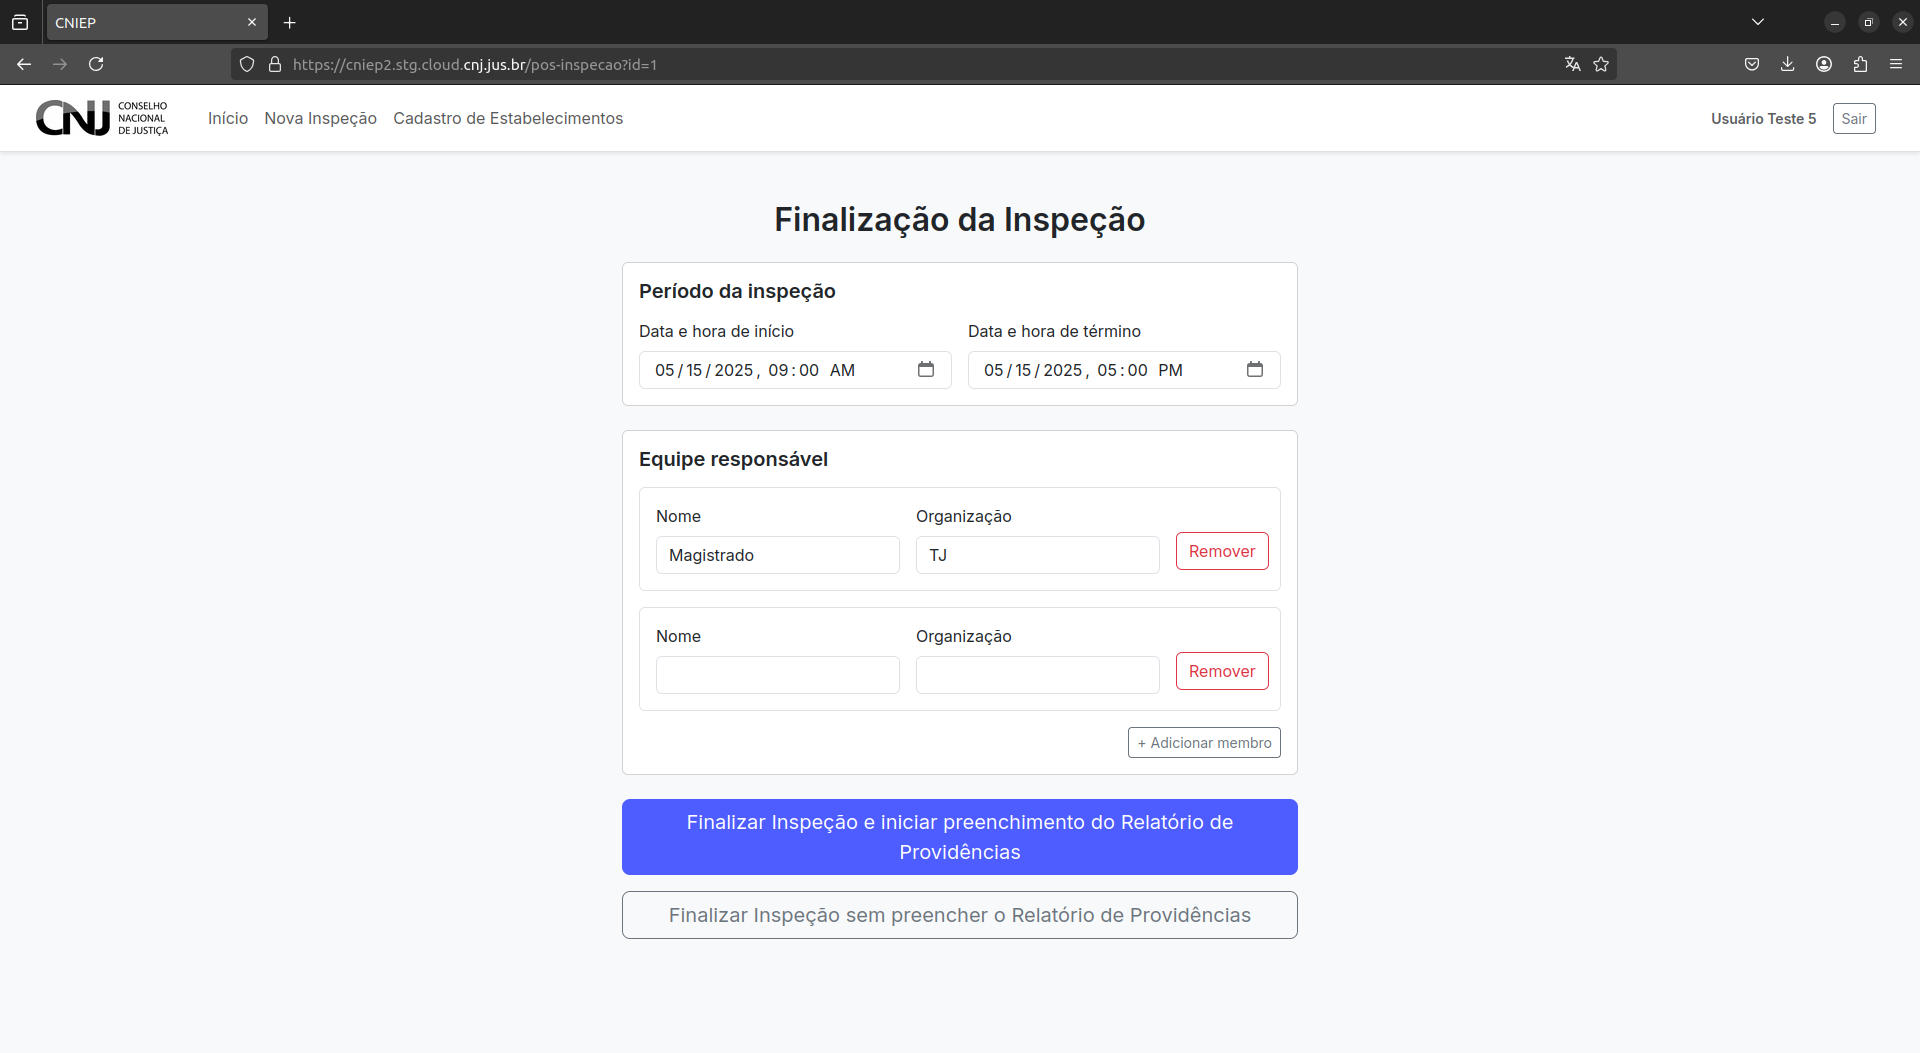 CNIEP
https://cniep2.stg.cloud.cnj.jus.br/pos-inspecao?id=1
CNJ CONSELHO NACIONAL DE JUSTIÇA
Início Nova Inspeção Cadastro de Estabelecimentos Usuário Teste 5 Sair
Finalização da Inspeção
Período da inspeção
Data e hora de início Data e hora de término
05/15/2025, 09:00 AM 05/15/2025, 05:00 PM
Equipe responsável
Nome Organização
Magistrado TJ Remover
Nome Organização
Remover
+ Adicionar membro
Finalizar Inspeção e iniciar preenchimento do Relatório de
Providências
Finalizar Inspeção sem preencher o Relatório de Providências